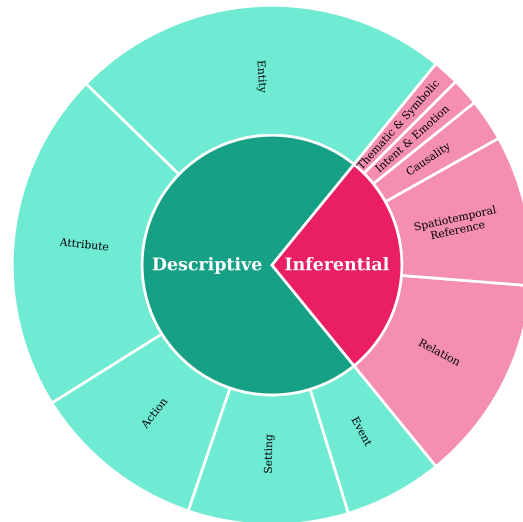 Entity
Thematic & Symbolic
Intent & Emotion
Causality
Spatiotemporal
Reference
Attribute
Descriptive
Inferential
Relation
Action
Setting
Event